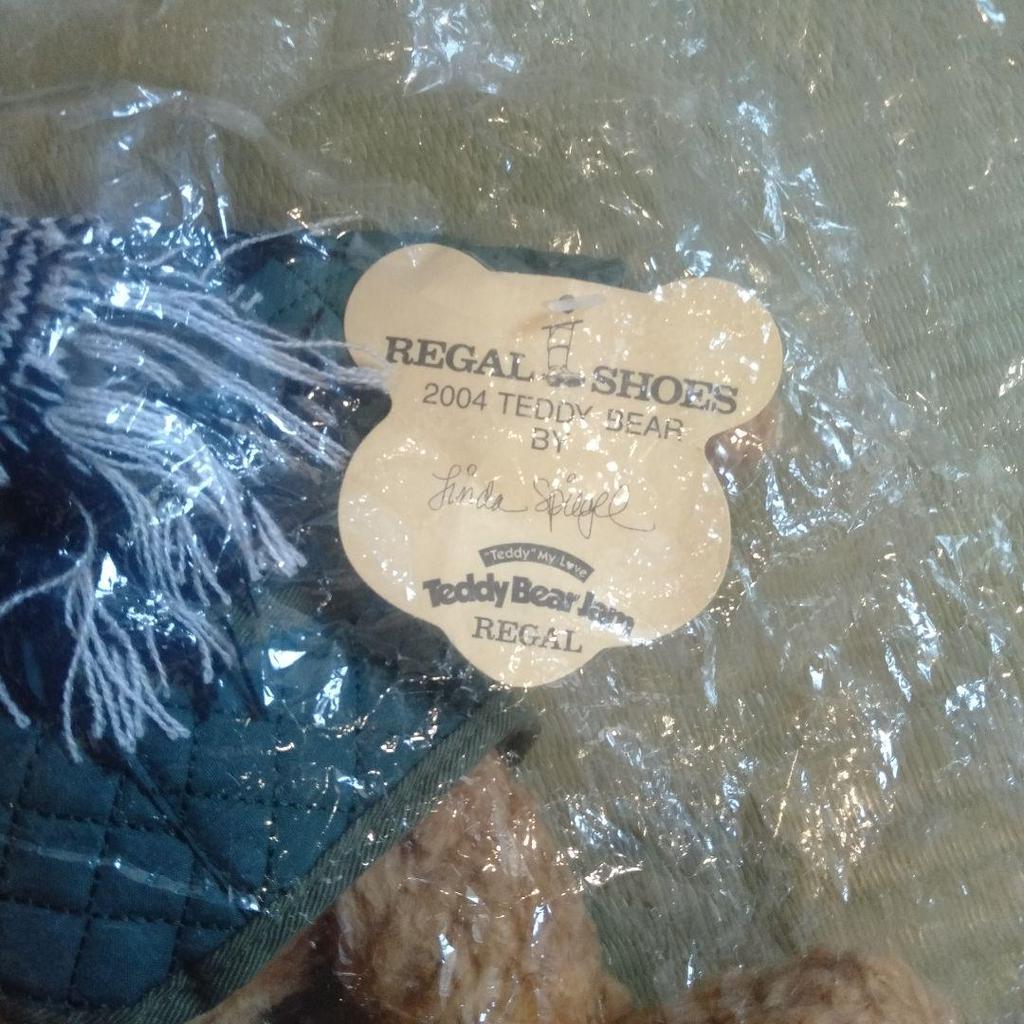 REGAL SHOES
2004 TEDDY BEAR
BY
Linda Spiegel
"Teddy" My Love
Teddy Bear Jam
REGAL